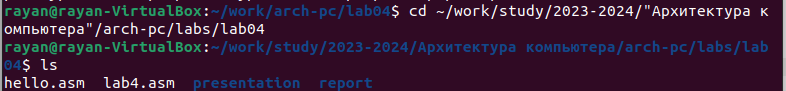 rayan@rayan-VirtualBox:~/work/arch-pc/lab04$ cd ~/work/study/2023-2024/"Архитектура к
омпьютера"/arch-pc/labs/lab04
rayan@rayan-VirtualBox:~/work/study/2023-2024/Архитектура компьютера/arch-pc/labs/lab
04$ ls
hello.asm  lab4.asm  presentation  report